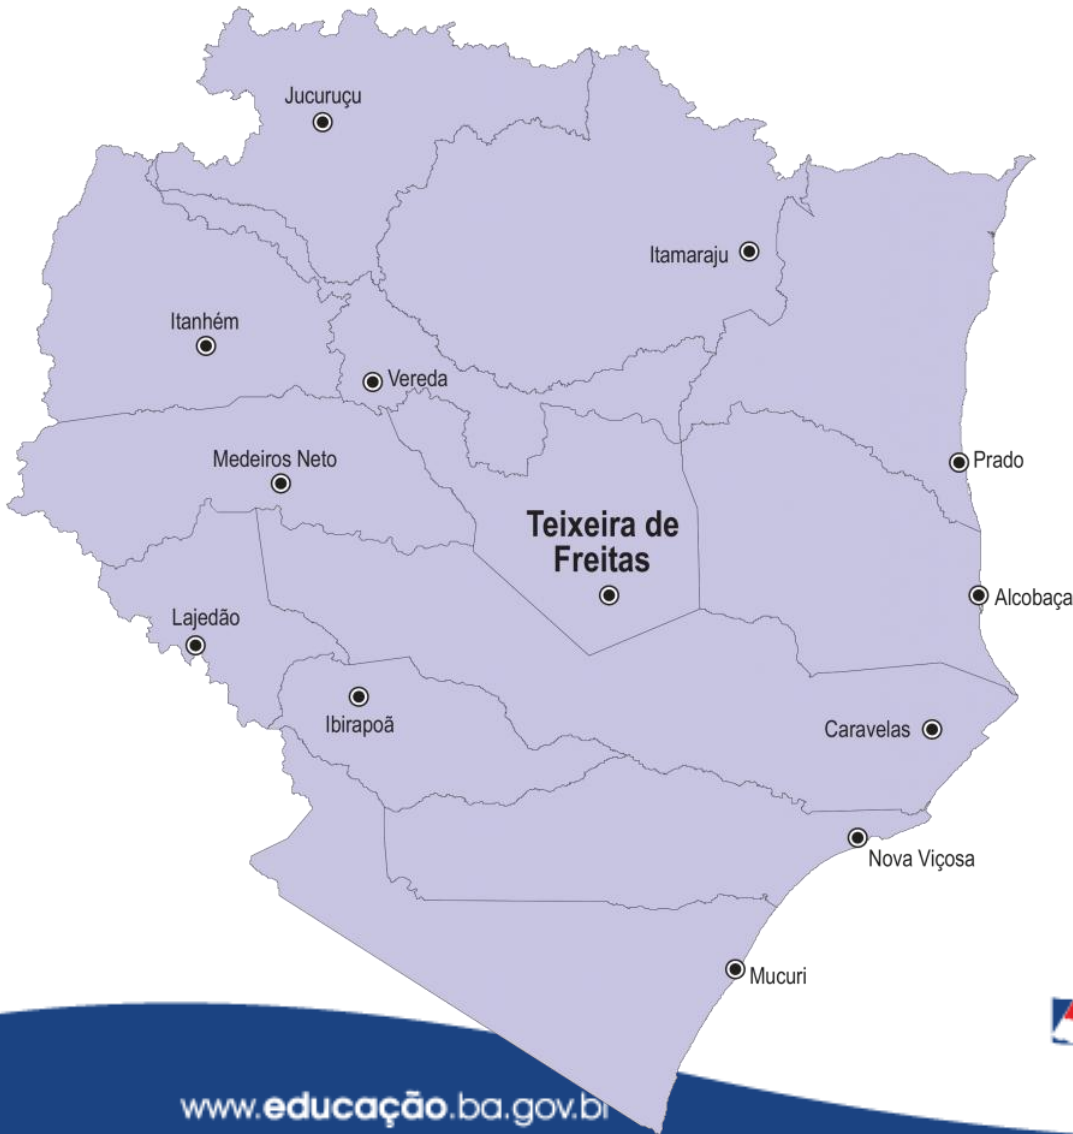 Jucuruçu
Itamaraju
Itanhém
Vereda
Medeiros Neto
Prado
Teixeira de
Freitas
Alcobaça
Lajedão
Ibirapoã
Caravelas
Nova Viçosa
Mucuri
www.educação.ba.gov.br